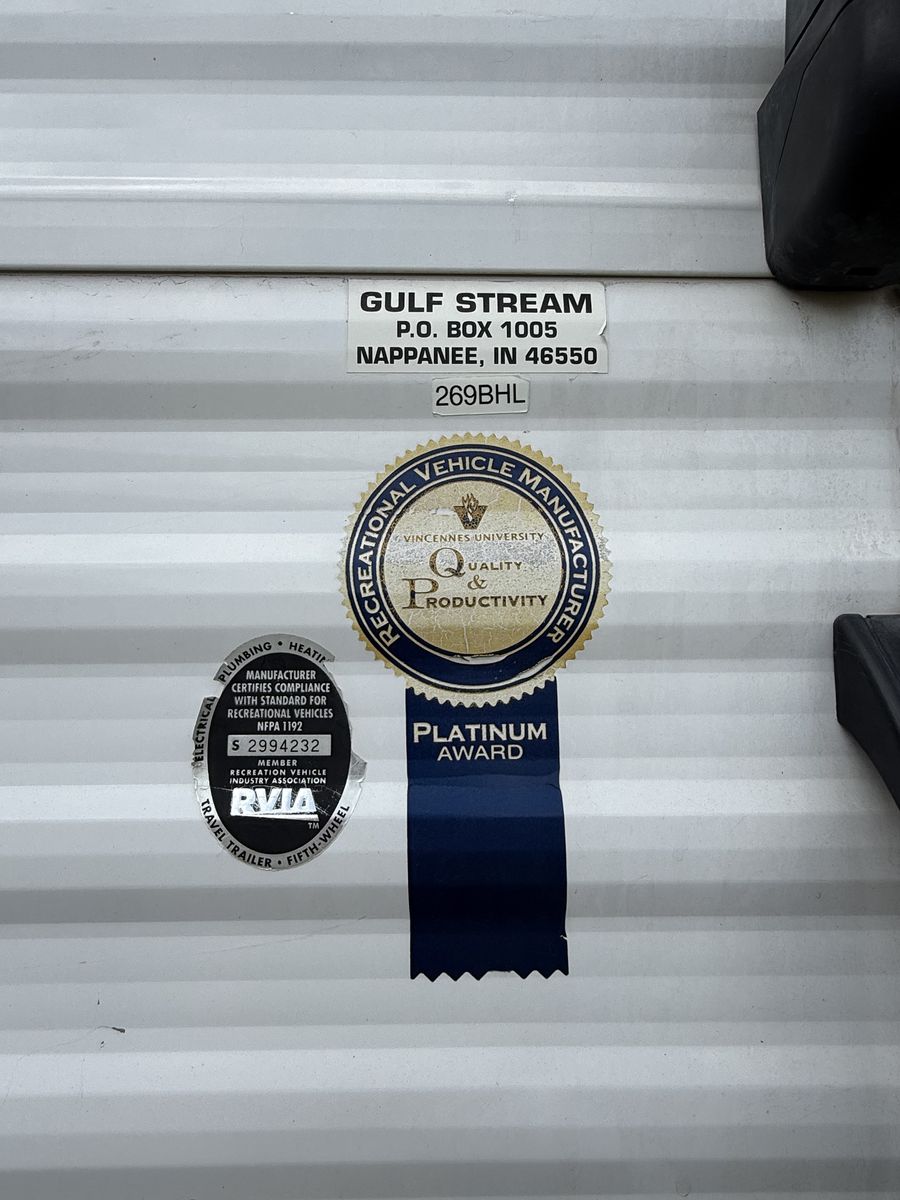 GULF STREAM
P.O. BOX 1005
NAPPANEE, IN 46550
269BHL
RECREATIONAL VEHICLE MANUFACTURER
VINCENNES UNIVERSITY
QUALITY
&
PRODUCTIVITY
PLATINUM
AWARD
ELECTRICAL PLUMBING • HEATIN
MANUFACTURER
CERTIFIES COMPLIANCE
WITH STANDARD FOR
RECREATIONAL VEHICLES
NFPA 1192
S 2994232
MEMBER
RECREATION VEHICLE
INDUSTRY ASSOCIATION
RVIA
TM
TRAVEL TRAILER • FIFTH-WHEEL